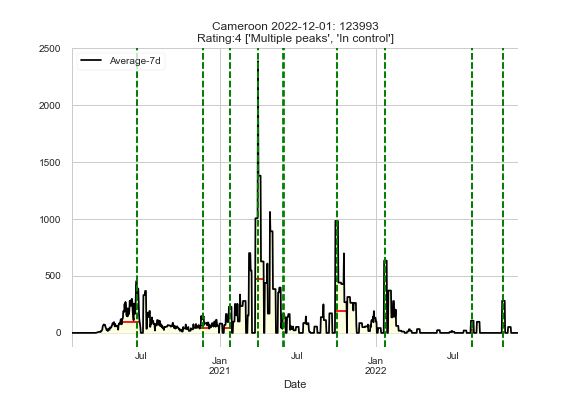 Cameroon 2022-12-01: 123993
Rating:4 ['Multiple peaks', 'In control']
Average-7d
2500
2000
1500
1000
500
0
Jul
Jan
2021
Jul
Jan
2022
Jul
Date